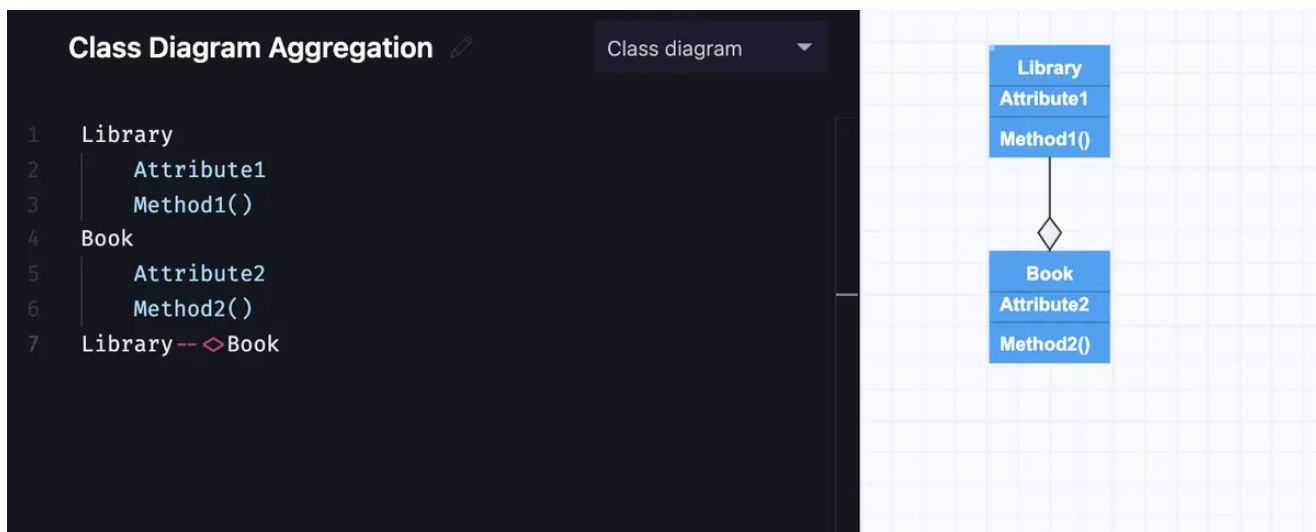 Class Diagram Aggregation
Class diagram
1 Library
2 Attribute1
3 Method1()
4 Book
5 Attribute2
6 Method2()
7 Library--<>Book
Library
Attribute1
Method1()
Book
Attribute2
Method2()